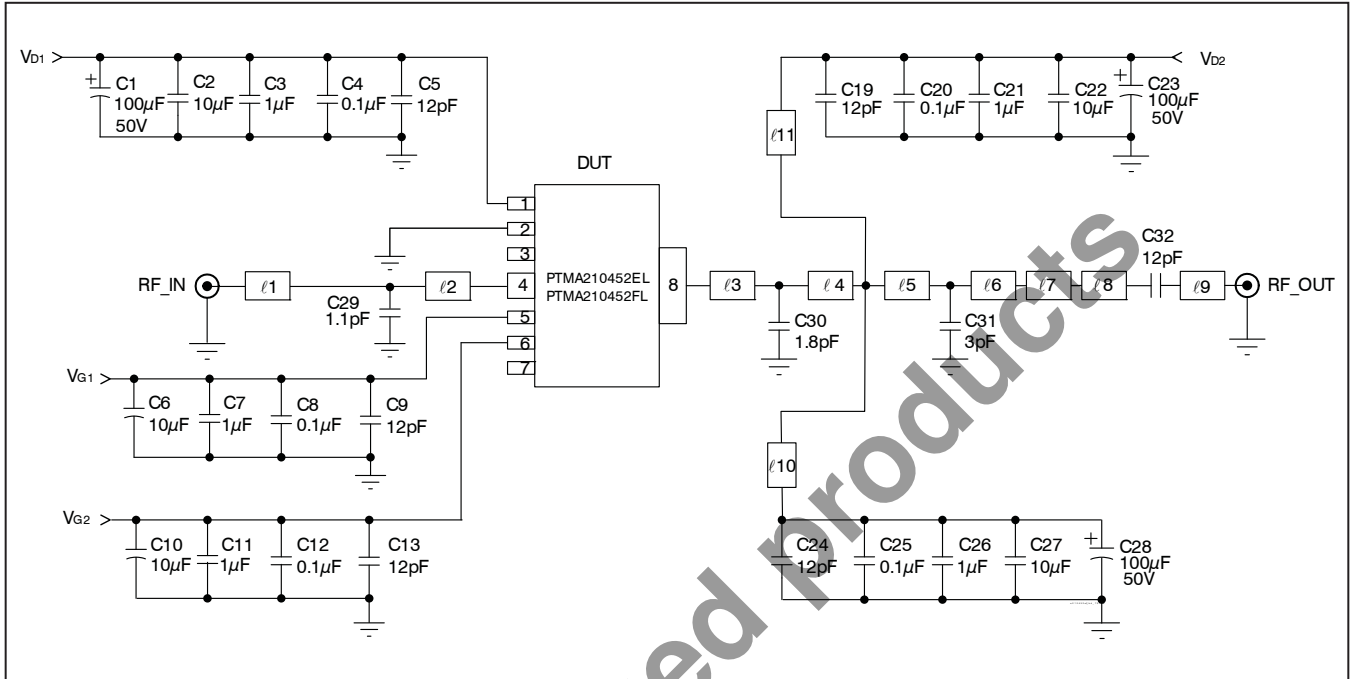 VD1
+
C1
100µF
50V
C2
10µF
C3
1µF
C4
0.1µF
C5
12pF
ℓ11
C19
12pF
C20
0.1µF
C21
1µF
C22
10µF
+
C23
100µF
50V
VD2
DUT
1
2
3
4
5
6
7
PTMA210452EL
PTMA210452FL
8
RF_IN
ℓ1
C29
1.1pF
ℓ2
ℓ3
C30
1.8pF
ℓ4
ℓ5
C31
3pF
ℓ6
ℓ7
ℓ8
C32
12pF
ℓ9
RF_OUT
VG1
C6
10µF
C7
1µF
C8
0.1µF
C9
12pF
VG2
C10
10µF
C11
1µF
C12
0.1µF
C13
12pF
ℓ10
C24
12pF
C25
0.1µF
C26
1µF
C27
10µF
+
C28
100µF
50V
ed products